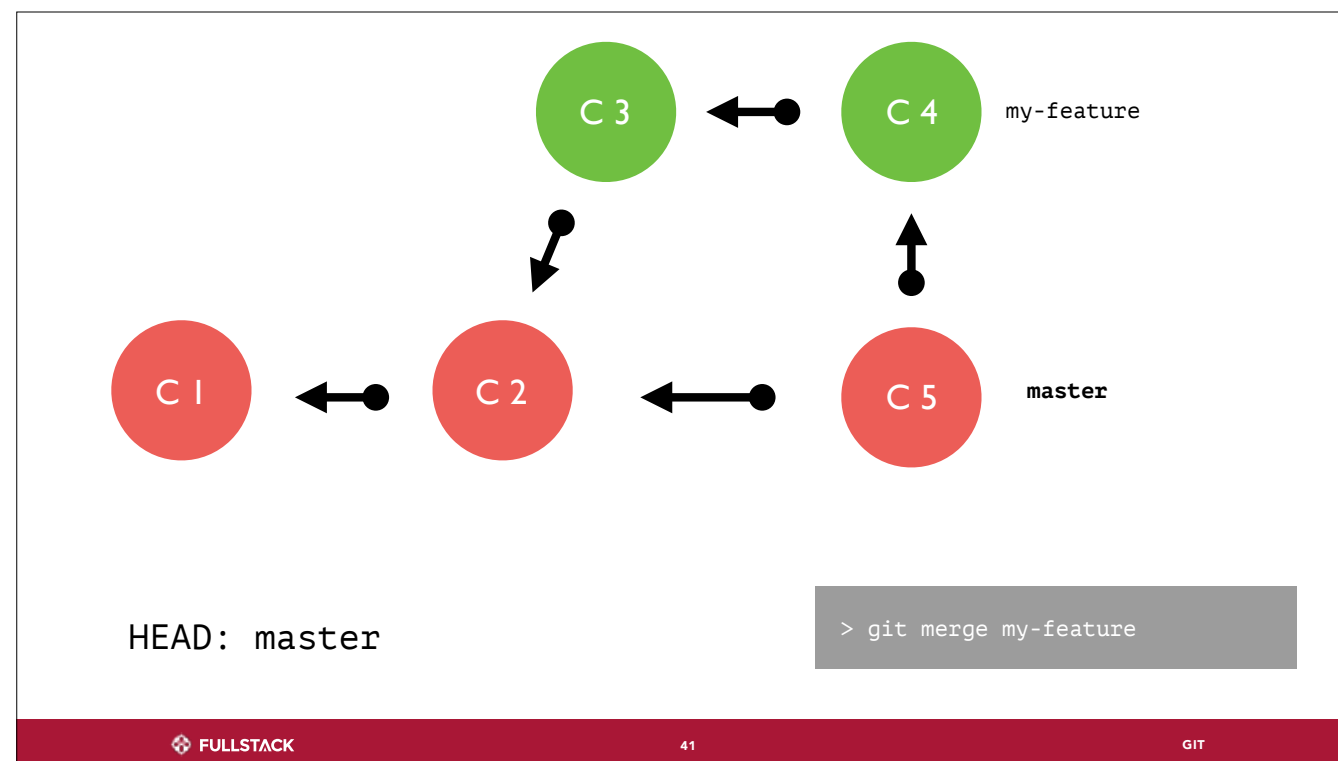 C 3
C 4
my-feature
C 1
C 2
C 5
master
HEAD: master
> git merge my-feature
FULLSTACK
41
GIT